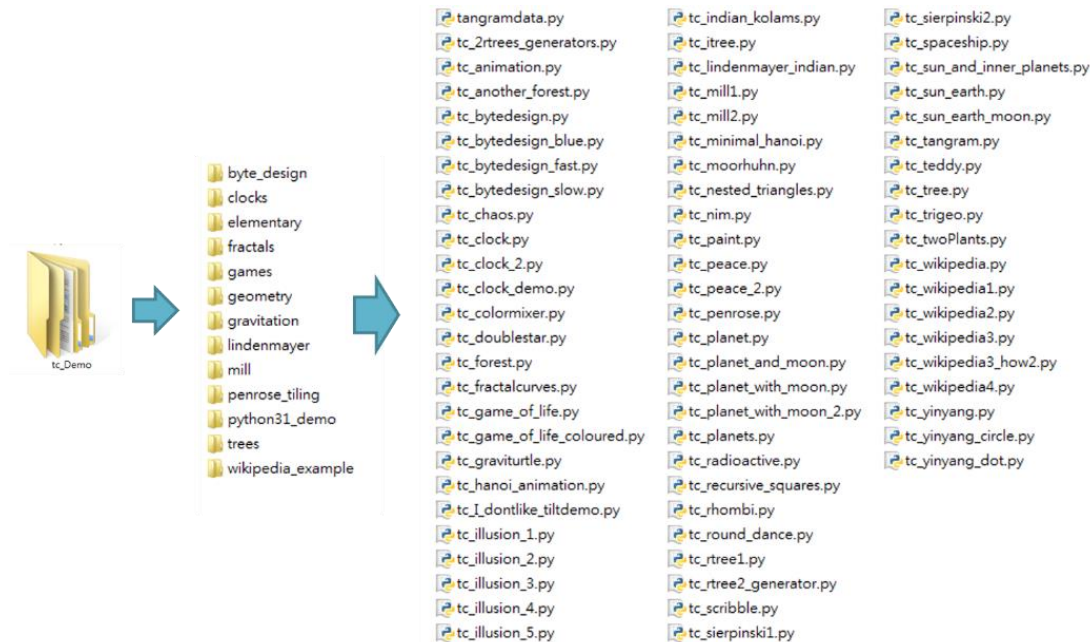 tc_Demo
byte_design
clocks
elementary
fractals
games
geometry
gravitation
lindenmayer
mill
penrose_tiling
python31_demo
trees
wikipedia_example
tangramdata.py
tc_2rtrees_generators.py
tc_animation.py
tc_another_forest.py
tc_bytedesign.py
tc_bytedesign_blue.py
tc_bytedesign_fast.py
tc_bytedesign_slow.py
tc_chaos.py
tc_clock.py
tc_clock_2.py
tc_clock_demo.py
tc_colormixer.py
tc_doublestar.py
tc_forest.py
tc_fractalcurves.py
tc_game_of_life.py
tc_game_of_life_coloured.py
tc_graviturtle.py
tc_hanoi_animation.py
tc_I_dontlike_tiltdemo.py
tc_illusion_1.py
tc_illusion_2.py
tc_illusion_3.py
tc_illusion_4.py
tc_illusion_5.py
tc_indian_kolams.py
tc_itree.py
tc_lindenmayer_indian.py
tc_mill1.py
tc_mill2.py
tc_minimal_hanoi.py
tc_moorhuhn.py
tc_nested_triangles.py
tc_nim.py
tc_paint.py
tc_peace.py
tc_peace_2.py
tc_penrose.py
tc_planet.py
tc_planet_and_moon.py
tc_planet_with_moon.py
tc_planet_with_moon_2.py
tc_planets.py
tc_radioactive.py
tc_recursive_squares.py
tc_rhombi.py
tc_round_dance.py
tc_rtree1.py
tc_rtree2_generator.py
tc_scribble.py
tc_sierpinski1.py
tc_sierpinski2.py
tc_spaceship.py
tc_sun_and_inner_planets.py
tc_sun_earth.py
tc_sun_earth_moon.py
tc_tangram.py
tc_teddy.py
tc_tree.py
tc_trigeo.py
tc_twoPlants.py
tc_wikipedia.py
tc_wikipedia1.py
tc_wikipedia2.py
tc_wikipedia3.py
tc_wikipedia3_how2.py
tc_wikipedia4.py
tc_yinyang.py
tc_yinyang_circle.py
tc_yinyang_dot.py